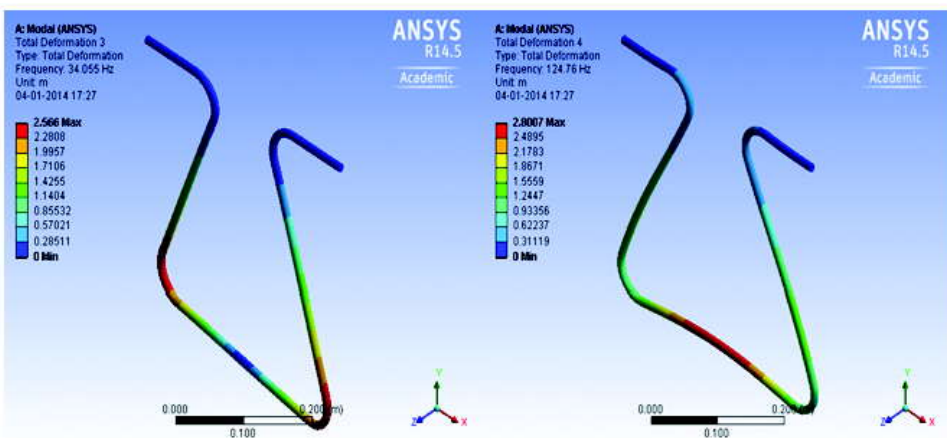 A: Modal (ANSYS)
Total Deformation 3
Type: Total Deformation
Frequency: 34.055 Hz
Unit: m
04-01-2014 17:27
2.566 Max
2.2808
1.9957
1.7106
1.4255
1.1404
0.85532
0.57021
0.28511
0 Min
ANSYS
R14.5
Academic
0.000
0.200 (m)
0.100
Y
Z
X
A: Modal (ANSYS)
Total Deformation 4
Type: Total Deformation
Frequency: 124.76 Hz
Unit: m
04-01-2014 17:27
2.8007 Max
2.4895
2.1783
1.8671
1.5559
1.2447
0.93356
0.62237
0.31119
0 Min
ANSYS
R14.5
Academic
0.000
0.100
Y
Z
X